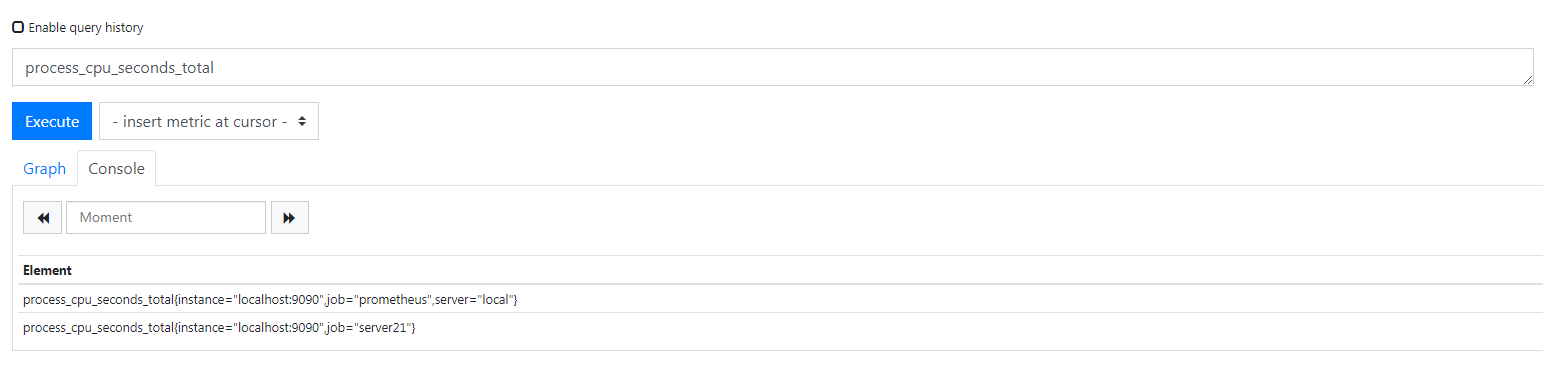 Enable query history
process_cpu_seconds_total
Execute - insert metric at cursor -
Graph Console
Moment
Element
process_cpu_seconds_total{instance="localhost:9090",job="prometheus",server="local"}
process_cpu_seconds_total{instance="localhost:9090",job="server21"}